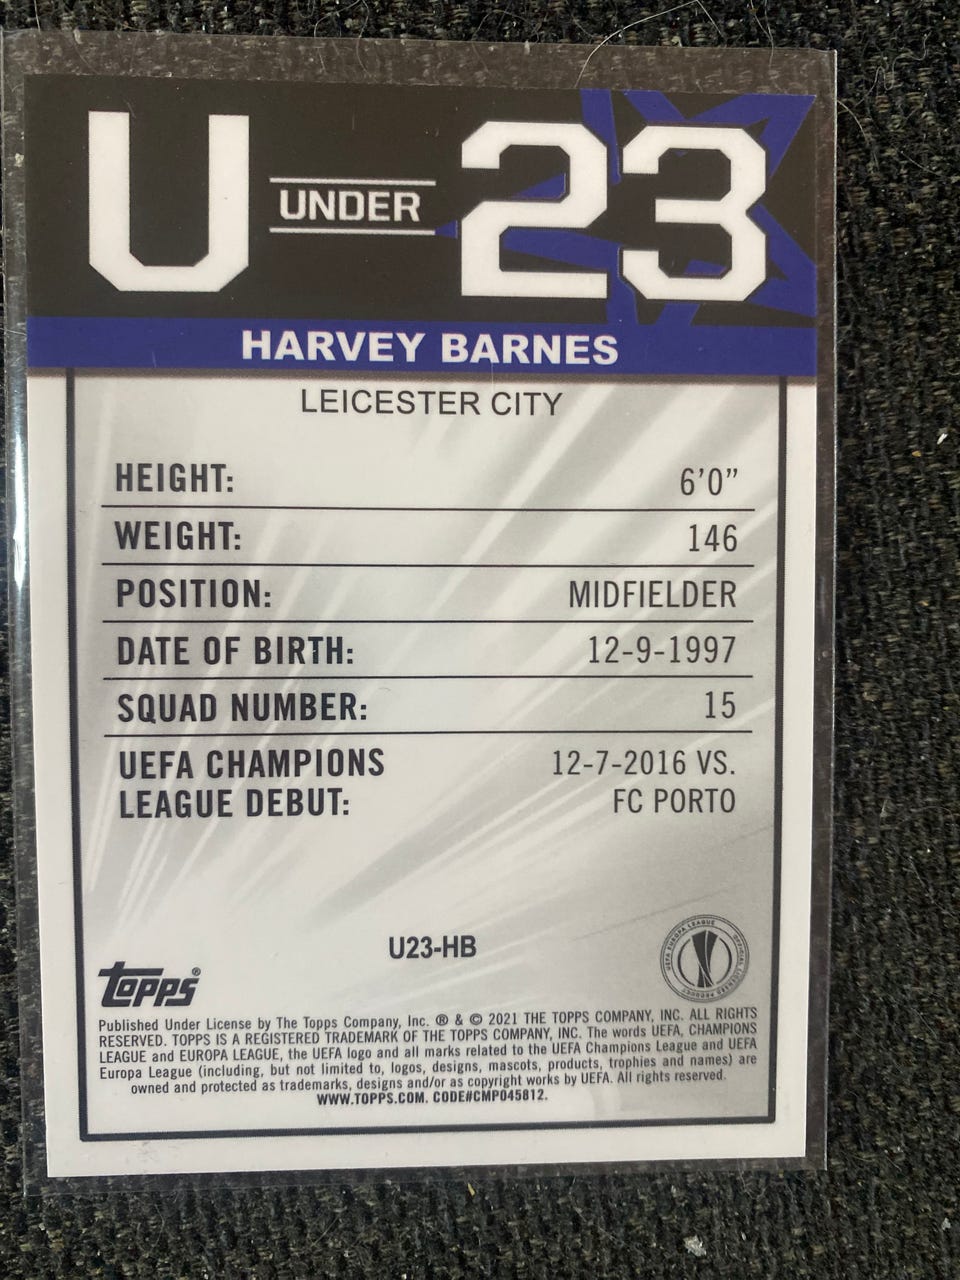 U UNDER 23
HARVEY BARNES
LEICESTER CITY
HEIGHT: 6'0"
WEIGHT: 146
POSITION: MIDFIELDER
DATE OF BIRTH: 12-9-1997
SQUAD NUMBER: 15
UEFA CHAMPIONS 12-7-2016 VS.
LEAGUE DEBUT: FC PORTO
U23-HB
UEFA EUROPA LEAGUE OFFICIAL LICENSED PRODUCT
Topps®
Published Under License by The Topps Company, Inc. ® & © 2021 THE TOPPS COMPANY, INC. ALL RIGHTS
RESERVED. TOPPS IS A REGISTERED TRADEMARK OF THE TOPPS COMPANY, INC. The words UEFA, CHAMPIONS
LEAGUE and EUROPA LEAGUE, the UEFA logo and all marks related to the UEFA Champions League and UEFA
Europa League (including, but not limited to, logos, designs, mascots, products, trophies and names) are
owned and protected as trademarks, designs and/or as copyright works by UEFA. All rights reserved.
WWW.TOPPS.COM. CODE#CMP045812.